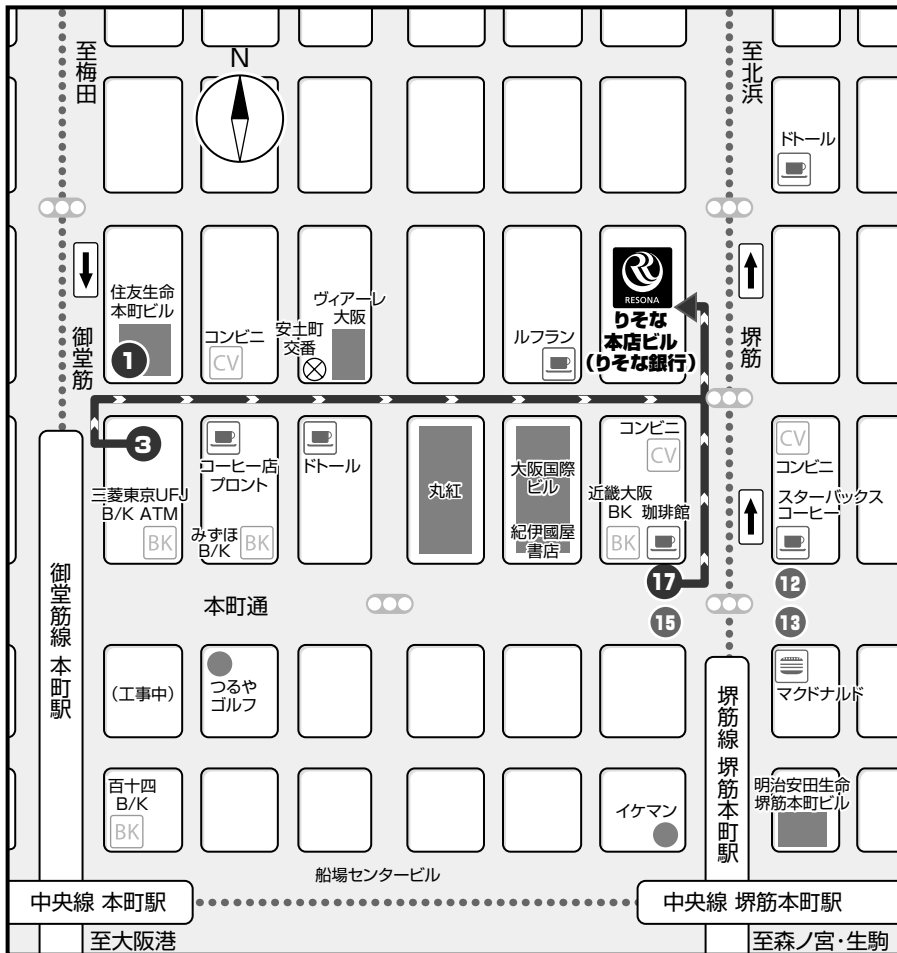 至梅田
N
至北浜
ドトール
住友生命
本町ビル
1
御堂筋
コンビニ
CV
安土町
交番
ヴィアーレ
大阪
ルフラン
RESONA
りそな
本店ビル
（りそな銀行）
堺筋
3
三菱東京UFJ
B/K ATM
BK
コーヒー店
プロント
みずほ
B/K
BK
ドトール
丸紅
大阪国際
ビル
紀伊國屋
書店
コンビニ
CV
近畿大阪
BK
BK
珈琲館
CV
コンビニ
スターバックス
コーヒー
17
15
12
13
本町通
御堂筋線 本町駅
（工事中）
つるや
ゴルフ
堺筋線 堺筋本町駅
マクドナルド
百十四
B/K
BK
イケマン
明治安田生命
堺筋本町ビル
船場センタービル
中央線 本町駅
中央線 堺筋本町駅
至大阪港
至森ノ宮・生駒